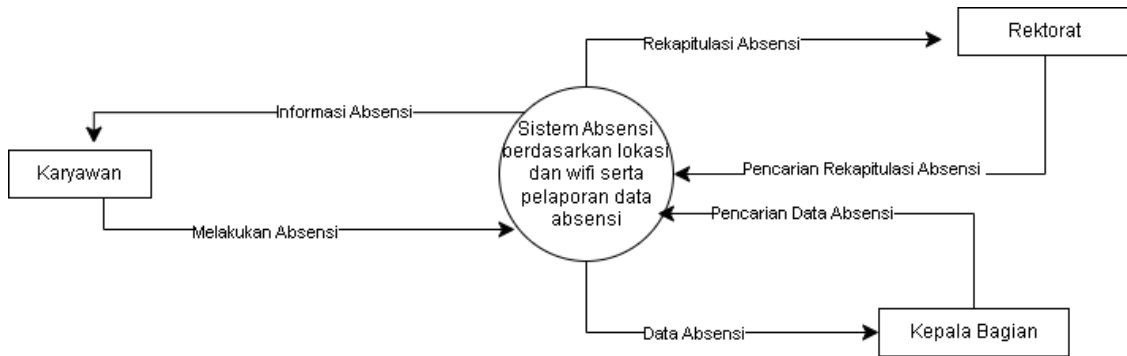 Rekapitulasi Absensi
Rektorat
Informasi Absensi
Sistem Absensi
berdasarkan lokasi
dan wifi serta
pelaporan data
absensi
Karyawan
Pencarian Rekapitulasi Absensi
Pencarian Data Absensi
Melakukan Absensi
Data Absensi
Kepala Bagian